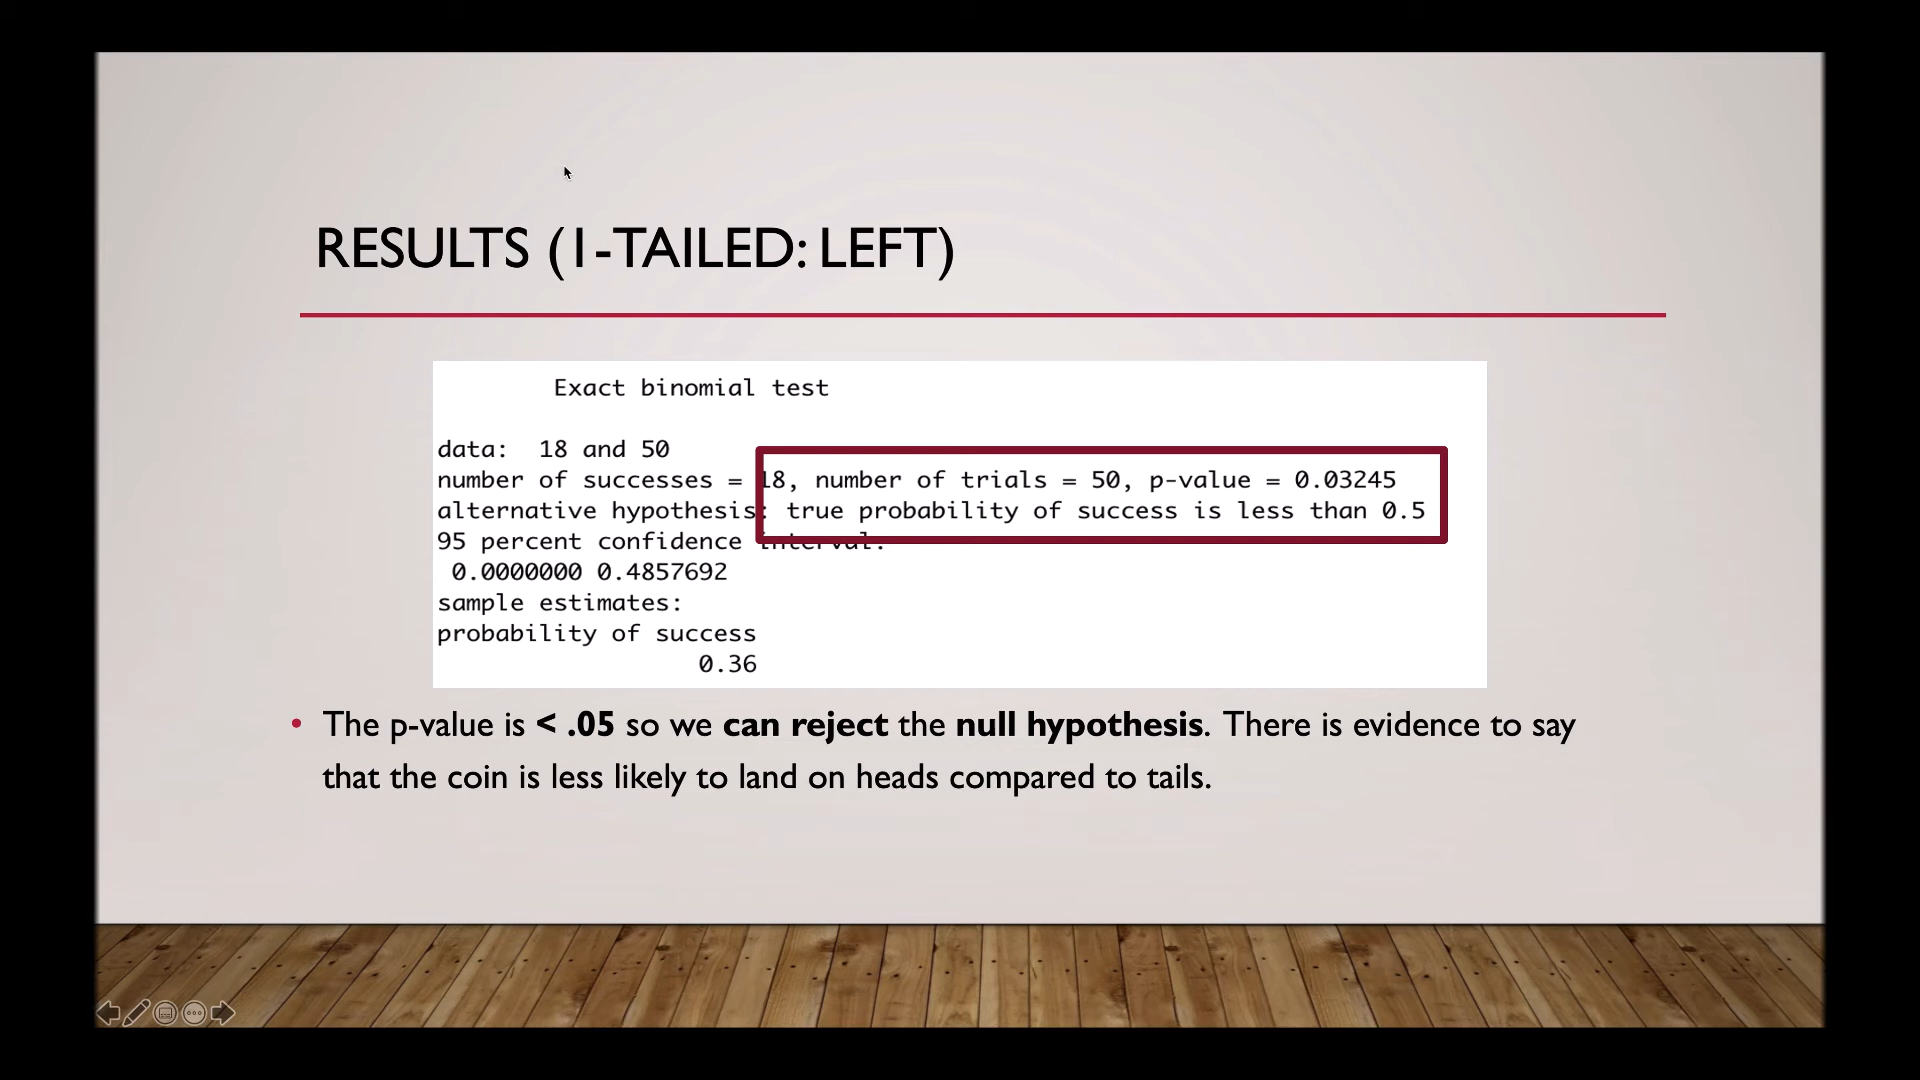 RESULTS (1-TAILED: LEFT)
Exact binomial test
data: 18 and 50
number of successes = 18, number of trials = 50, p-value = 0.03245
alternative hypothesis: true probability of success is less than 0.5
95 percent confidence interval:
0.0000000 0.4857692
sample estimates:
probability of success
0.36
• The p-value is < .05 so we can reject the null hypothesis. There is evidence to say
that the coin is less likely to land on heads compared to tails.